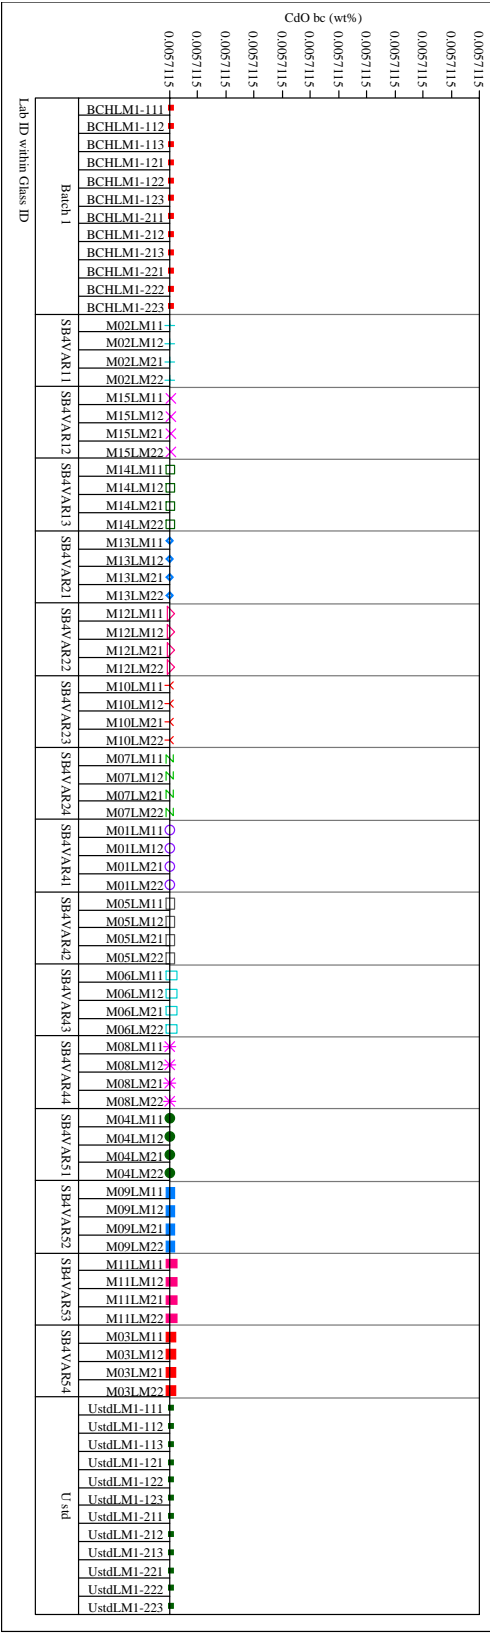 CdO bc (wt%)
0.0057115
0.0057115
0.0057115
0.0057115
0.0057115
0.0057115
0.0057115
0.0057115
0.0057115
0.0057115
0.0057115
0.0057115
BCHLM1-111
BCHLM1-112
BCHLM1-113
BCHLM1-121
BCHLM1-122
BCHLM1-123
BCHLM1-211
BCHLM1-212
BCHLM1-213
BCHLM1-221
BCHLM1-222
BCHLM1-223
Batch 1
M02LM11
M02LM12
M02LM21
M02LM22
SB4VAR11
M15LM11
M15LM12
M15LM21
M15LM22
SB4VAR12
M14LM11
M14LM12
M14LM21
M14LM22
SB4VAR13
M13LM11
M13LM12
M13LM21
M13LM22
SB4VAR21
M12LM11
M12LM12
M12LM21
M12LM22
SB4VAR22
M10LM11
M10LM12
M10LM21
M10LM22
SB4VAR23
M07LM11
M07LM12
M07LM21
M07LM22
SB4VAR24
M01LM11
M01LM12
M01LM21
M01LM22
SB4VAR41
M05LM11
M05LM12
M05LM21
M05LM22
SB4VAR42
M06LM11
M06LM12
M06LM21
M06LM22
SB4VAR43
M08LM11
M08LM12
M08LM21
M08LM22
SB4VAR44
M04LM11
M04LM12
M04LM21
M04LM22
SB4VAR51
M09LM11
M09LM12
M09LM21
M09LM22
SB4VAR52
M11LM11
M11LM12
M11LM21
M11LM22
SB4VAR53
M03LM11
M03LM12
M03LM21
M03LM22
SB4VAR54
UstdLM1-111
UstdLM1-112
UstdLM1-113
UstdLM1-121
UstdLM1-122
UstdLM1-123
UstdLM1-211
UstdLM1-212
UstdLM1-213
UstdLM1-221
UstdLM1-222
UstdLM1-223
U std
Lab ID within Glass ID